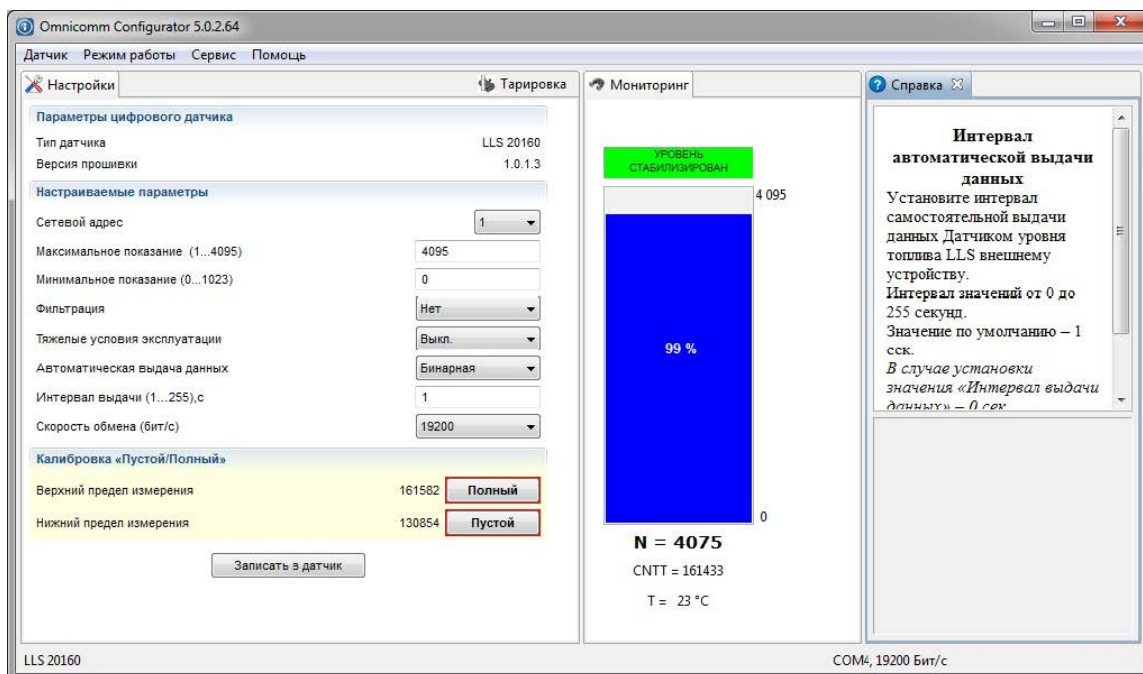 Omnicomm Configurator 5.0.2.64
Датчик Режим работы Сервис Помощь
Настройки
Тарировка
Параметры цифрового датчика
Тип датчика LLS 20160
Версия прошивки 1.0.1.3
Настраиваемые параметры
Сетевой адрес 1
Максимальное показание (1...4095) 4095
Минимальное показание (0...1023) 0
Фильтрация Нет
Тяжелые условия эксплуатации Выкл.
Автоматическая выдача данных Бинарная
Интервал выдачи (1...255),с 1
Скорость обмена (бит/с) 19200
Калибровка «Пустой/Полный»
Верхний предел измерения 161582 Полный
Нижний предел измерения 130854 Пустой
Записать в датчик
Мониторинг
УРОВЕНЬ
СТАБИЛИЗИРОВАН
4 095
99 %
0
N = 4075
CNTT = 161433
T = 23 °C
Справка
Интервал
автоматической выдачи
данных
Установите интервал
самостоятельной выдачи
данных Датчиком уровня
топлива LLS внешнему
устройству.
Интервал значений от 0 до
255 секунд.
Значение по умолчанию – 1
сек.
В случае установки
значения «Интервал выдачи
данных» – 0 сек
LLS 20160
COM4, 19200 Бит/с